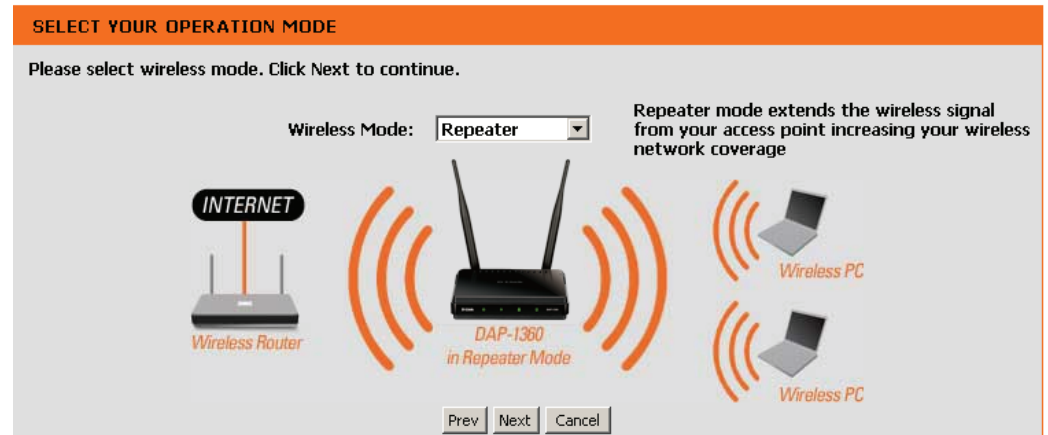 SELECT YOUR OPERATION MODE
Please select wireless mode. Click Next to continue.
Wireless Mode: Repeater
Repeater mode extends the wireless signal
from your access point increasing your wireless
network coverage
INTERNET
Wireless Router
DAP-1360
in Repeater Mode
Wireless PC
Wireless PC
Prev Next Cancel